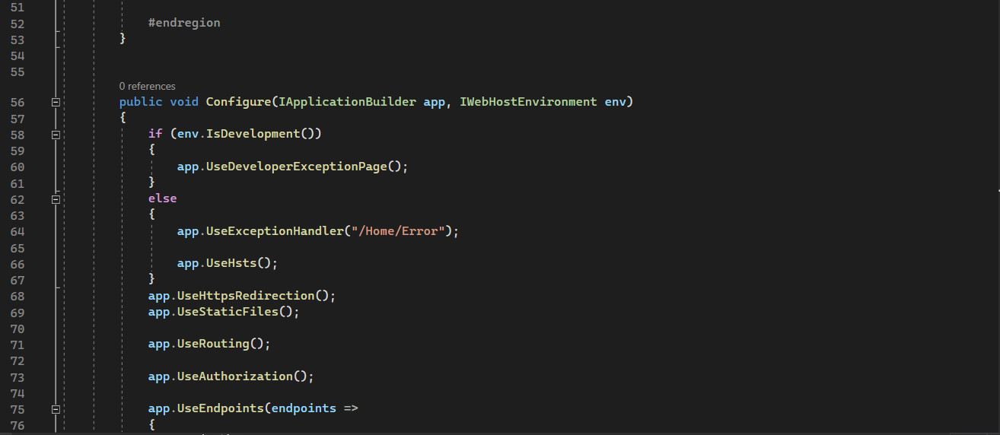 51
52 #endregion
53 }
54
55
0 references
56 public void Configure(IApplicationBuilder app, IWebHostEnvironment env)
57 {
58 if (env.IsDevelopment())
59 {
60 app.UseDeveloperExceptionPage();
61 }
62 else
63 {
64 app.UseExceptionHandler("/Home/Error");
65
66 app.UseHsts();
67 }
68 app.UseHttpsRedirection();
69 app.UseStaticFiles();
70
71 app.UseRouting();
72
73 app.UseAuthorization();
74
75 app.UseEndpoints(endpoints =>
76 {